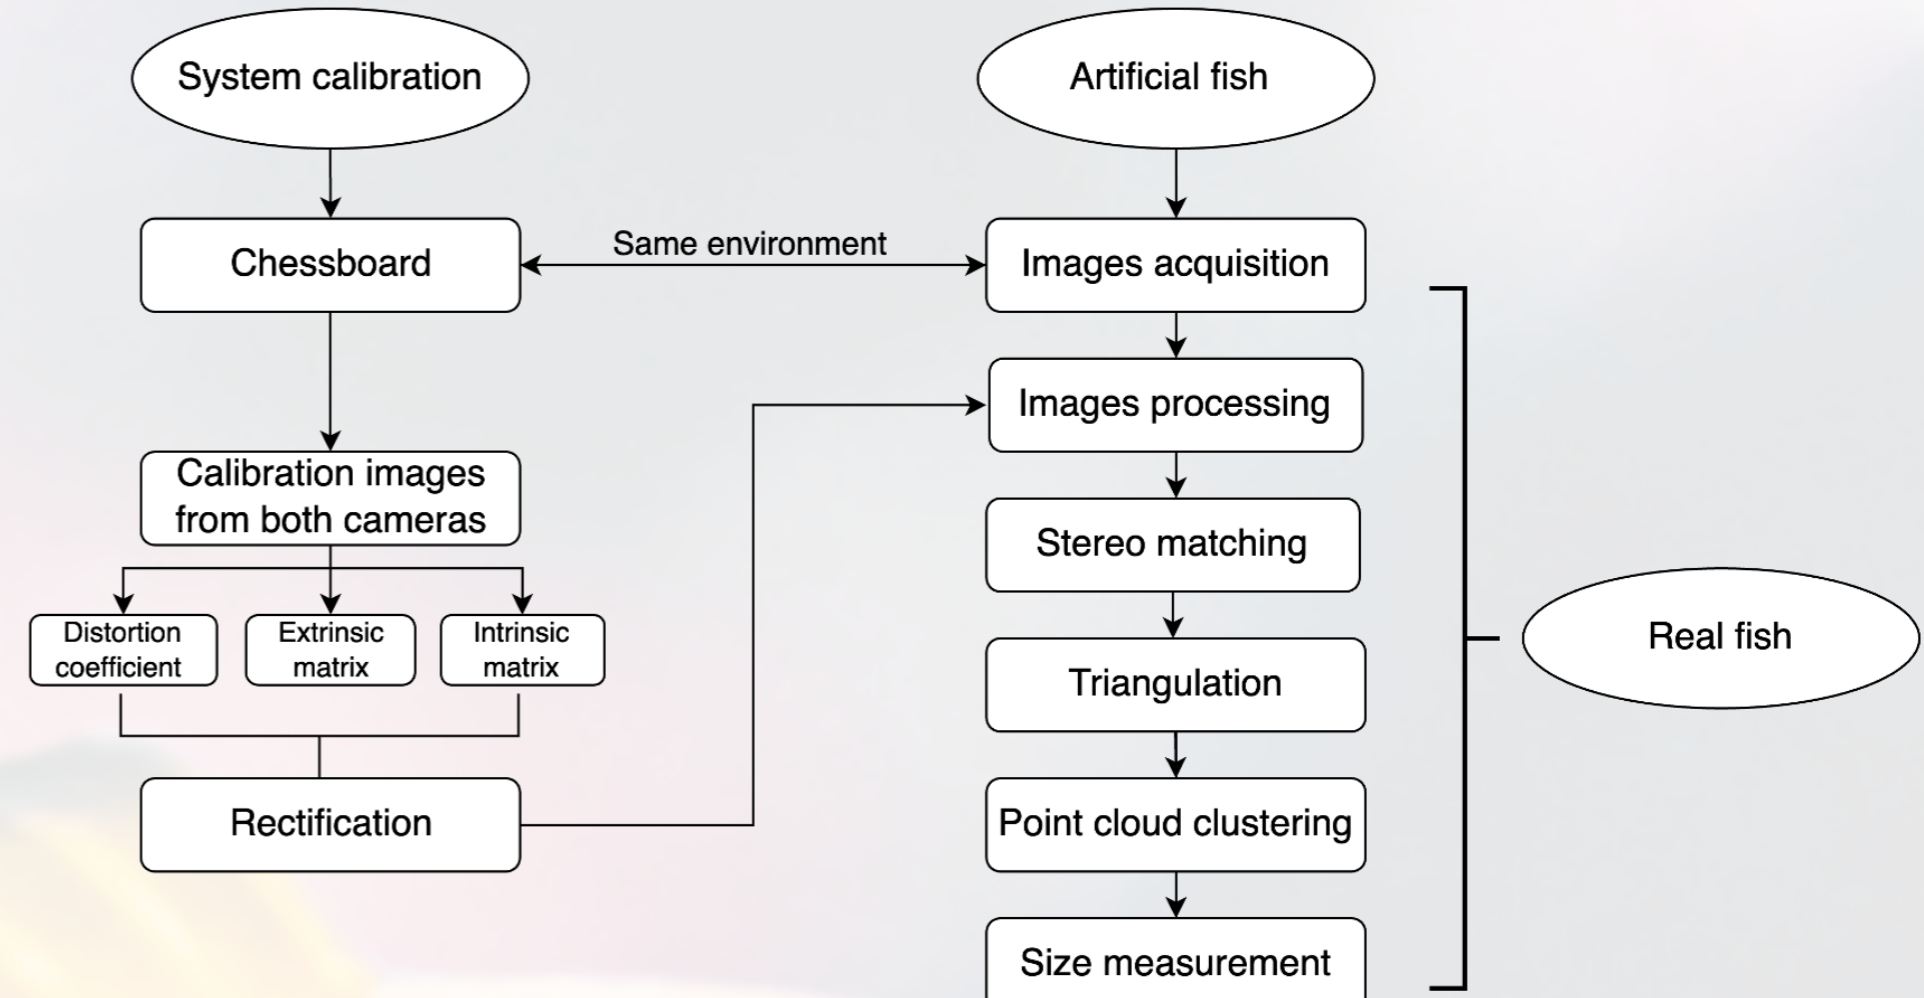 System calibration
Artificial fish
Chessboard
Same environment
Images acquisition
Images processing
Calibration images
from both cameras
Stereo matching
Distortion
coefficient
Extrinsic
matrix
Intrinsic
matrix
Triangulation
Real fish
Rectification
Point cloud clustering
Size measurement